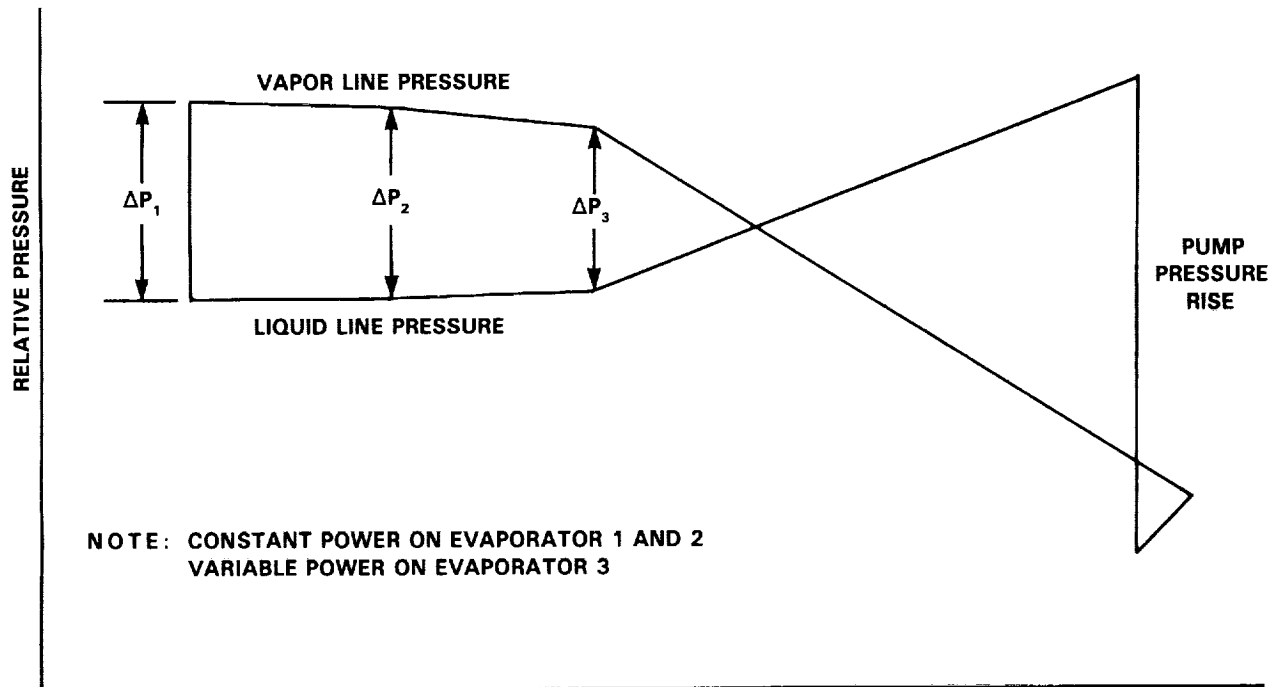 VAPOR LINE PRESSURE
RELATIVE PRESSURE
ΔP₁
ΔP₂
ΔP₃
LIQUID LINE PRESSURE
PUMP
PRESSURE
RISE
NOTE: CONSTANT POWER ON EVAPORATOR 1 AND 2
VARIABLE POWER ON EVAPORATOR 3